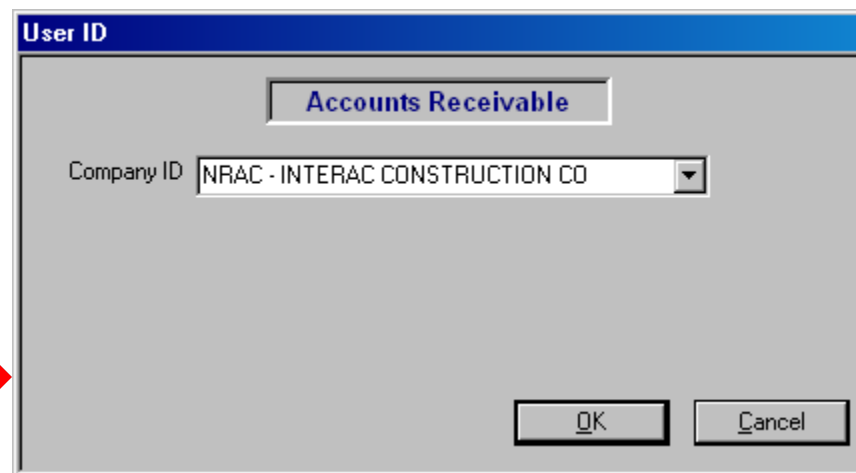 User ID
Accounts Receivable
Company ID NRAC - INTERAC CONSTRUCTION CO
OK Cancel